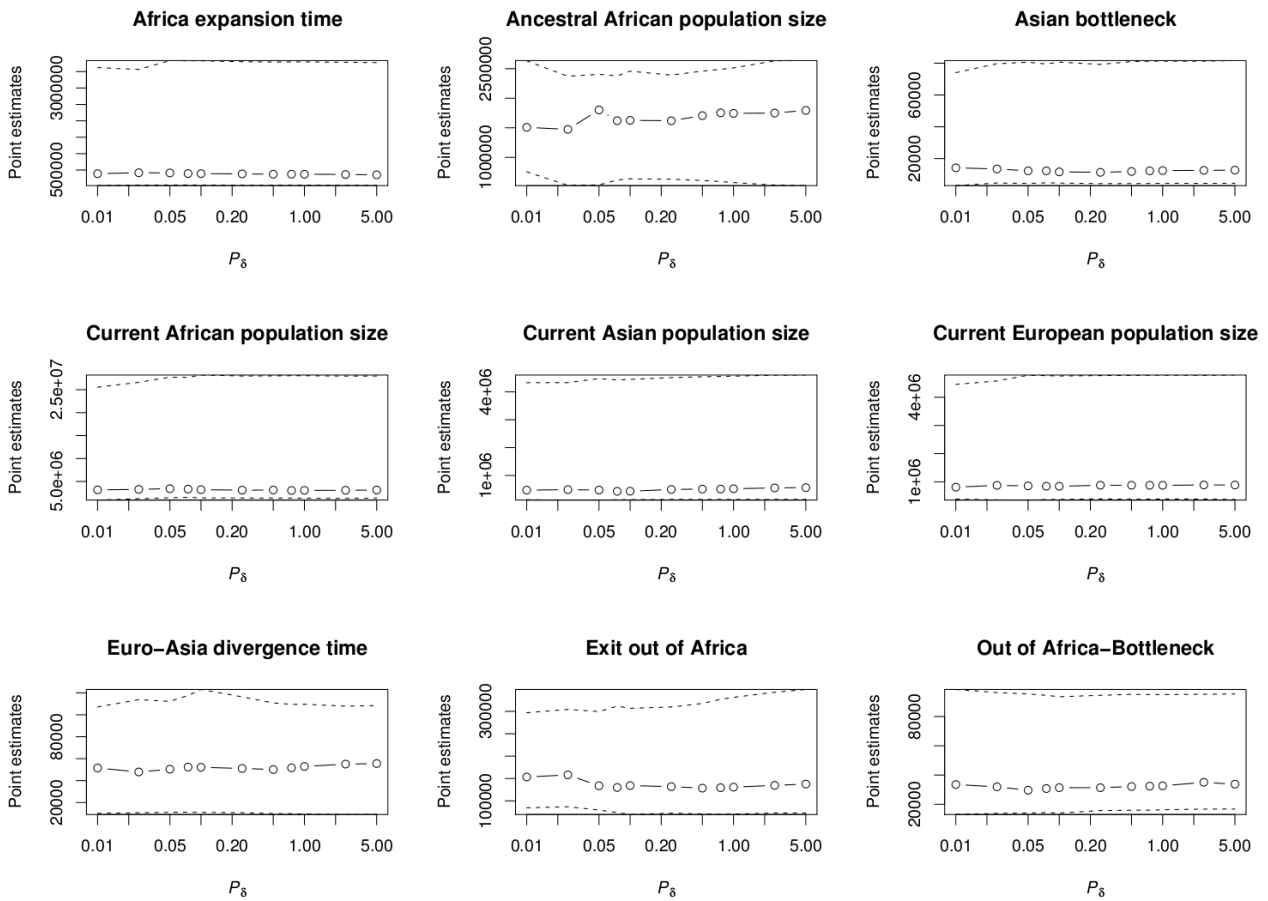 Africa expansion time
Point estimates
500000 3000000
0.01 0.05 0.20 1.00 5.00
Pδ
Ancestral African population size
Point estimates
1000000 2500000
0.01 0.05 0.20 1.00 5.00
Pδ
Asian bottleneck
Point estimates
20000 60000
0.01 0.05 0.20 1.00 5.00
Pδ
Current African population size
Point estimates
5.0e+06 2.5e+07
0.01 0.05 0.20 1.00 5.00
Pδ
Current Asian population size
Point estimates
1e+06 4e+06
0.01 0.05 0.20 1.00 5.00
Pδ
Current European population size
Point estimates
1e+06 4e+06
0.01 0.05 0.20 1.00 5.00
Pδ
Euro−Asia divergence time
Point estimates
20000 80000
0.01 0.05 0.20 1.00 5.00
Pδ
Exit out of Africa
Point estimates
100000 300000
0.01 0.05 0.20 1.00 5.00
Pδ
Out of Africa−Bottleneck
Point estimates
20000 80000
0.01 0.05 0.20 1.00 5.00
Pδ